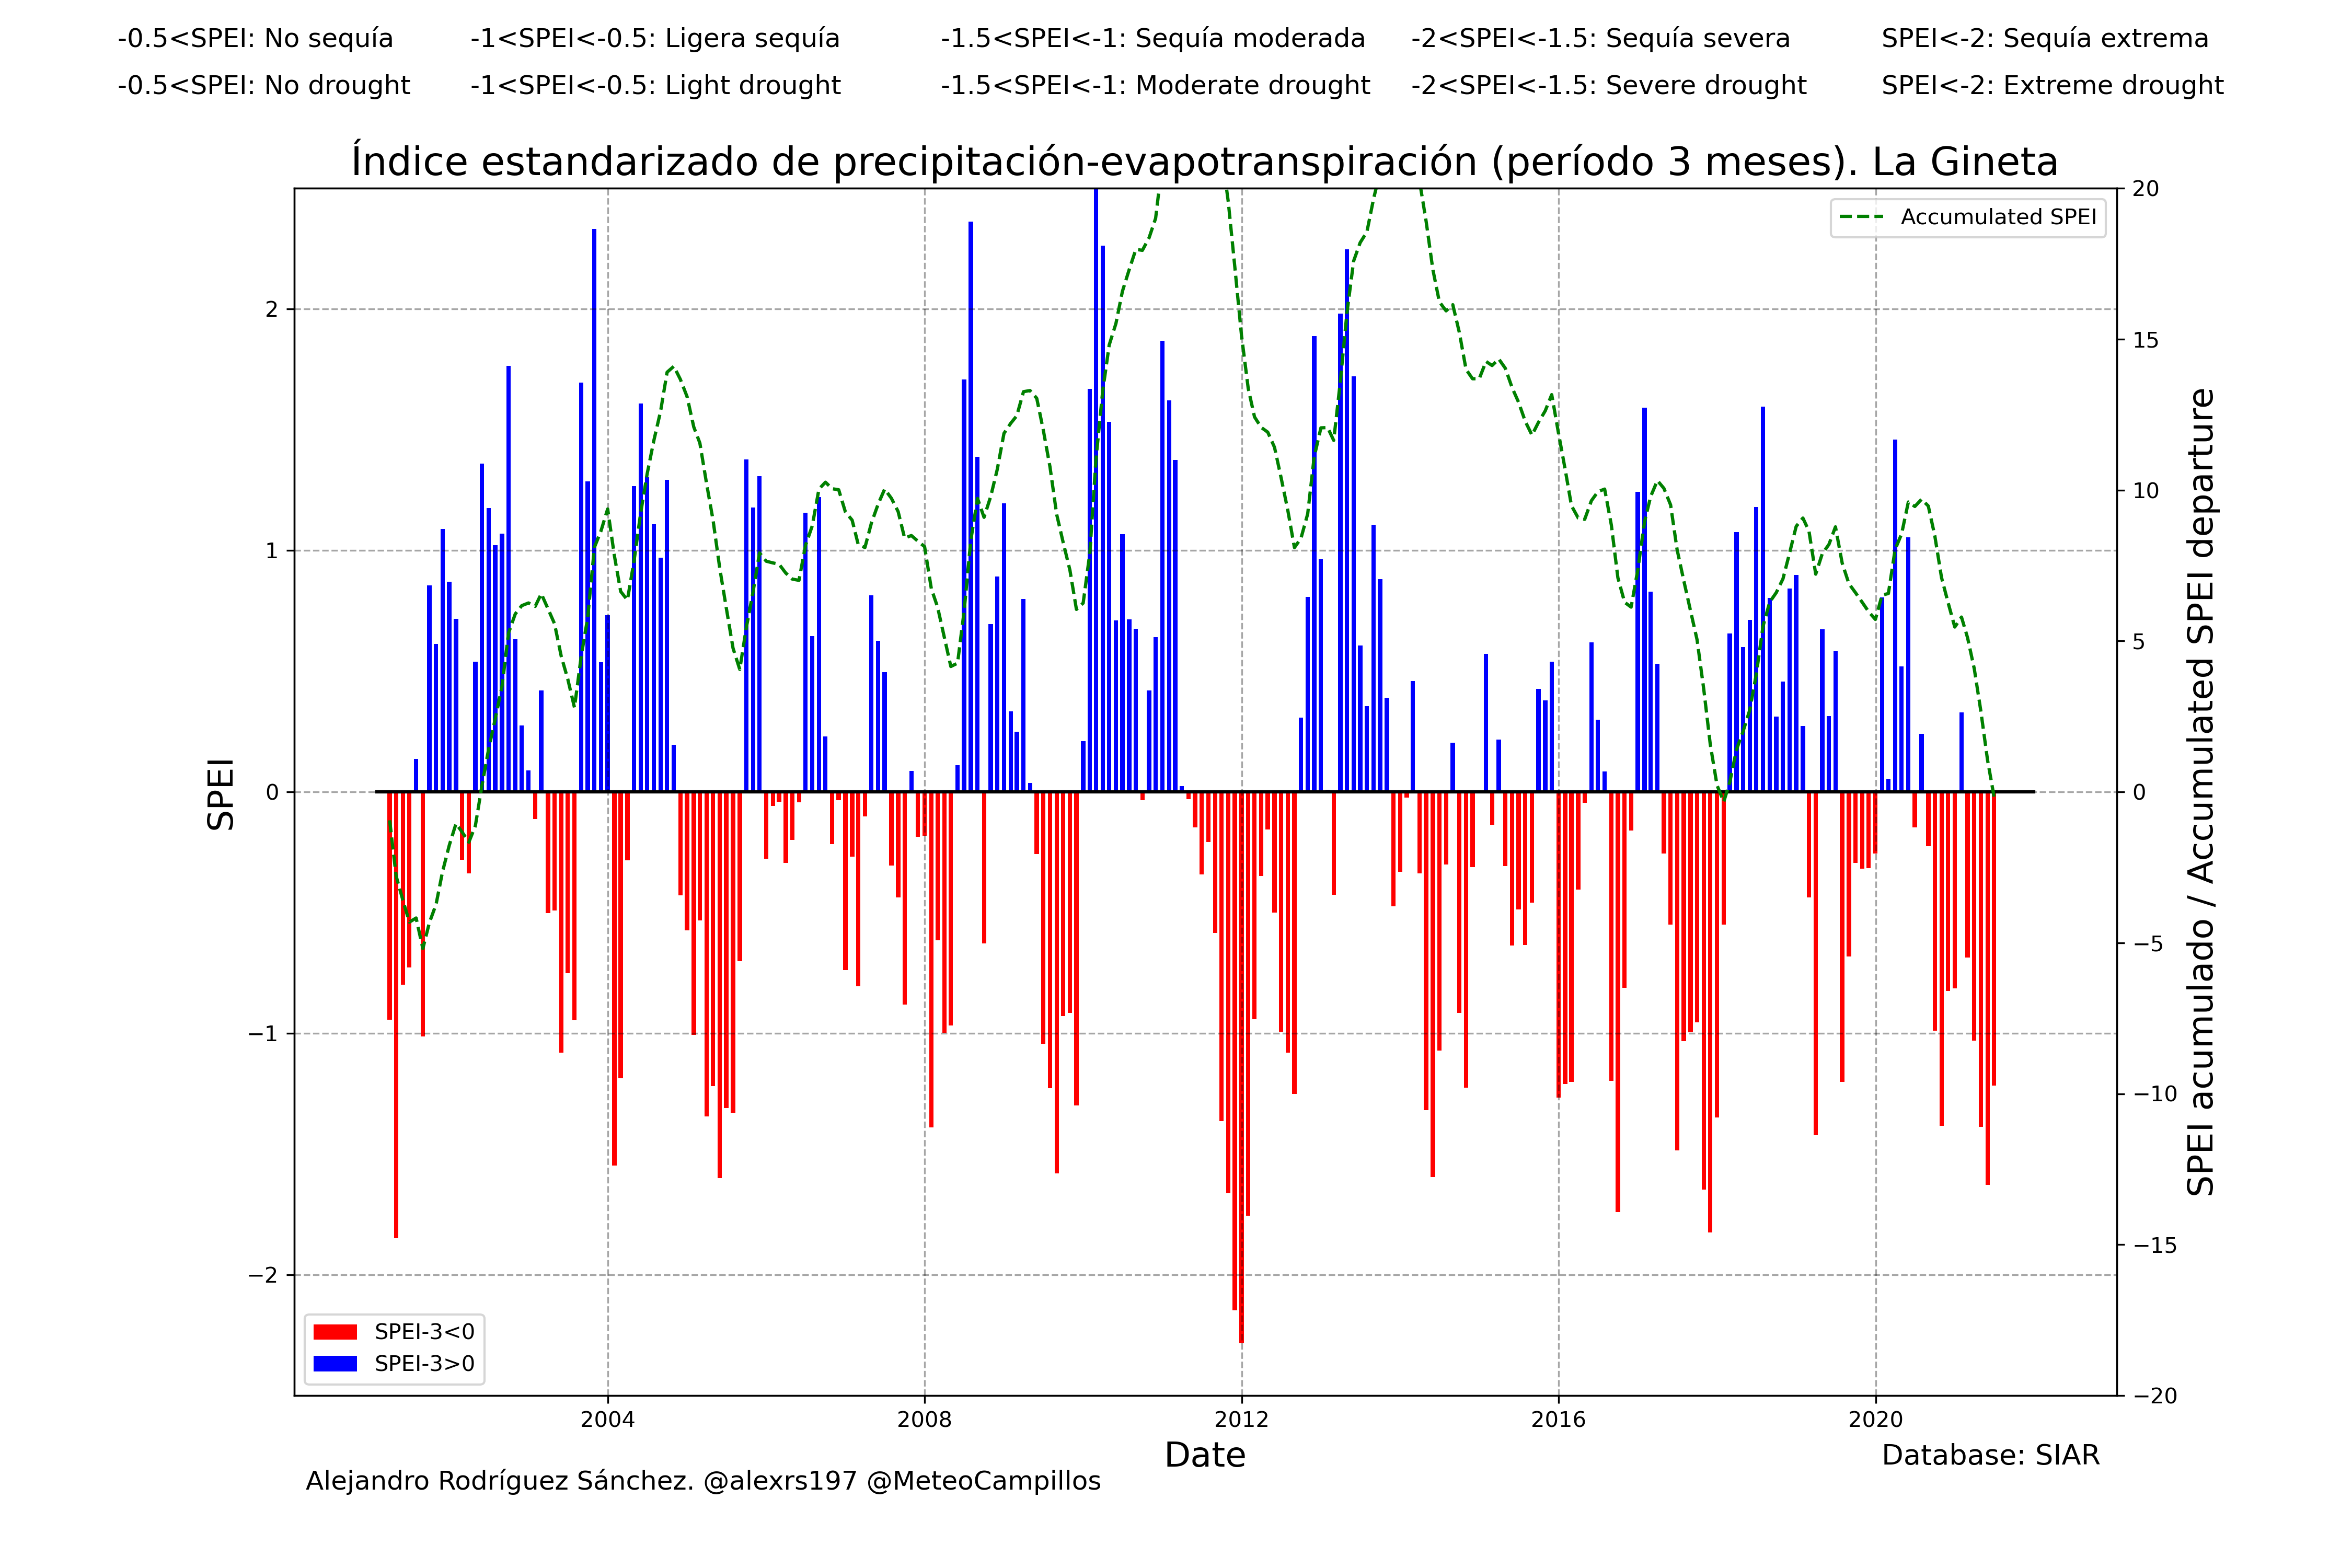 -0.5<SPEI: No sequía -1<SPEI<-0.5: Ligera sequía -1.5<SPEI<-1: Sequía moderada -2<SPEI<-1.5: Sequía severa SPEI<-2: Sequía extrema
-0.5<SPEI: No drought -1<SPEI<-0.5: Light drought -1.5<SPEI<-1: Moderate drought -2<SPEI<-1.5: Severe drought SPEI<-2: Extreme drought
Índice estandarizado de precipitación-evapotranspiración (período 3 meses). La Gineta
Accumulated SPEI
SPEI
2
1
0
−1
−2
20
15
10
5
0
−5
−10
−15
−20
SPEI acumulado / Accumulated SPEI departure
SPEI-3<0
SPEI-3>0
2004 2008 2012 2016 2020
Date
Database: SIAR
Alejandro Rodríguez Sánchez. @alexrs197 @MeteoCampillos